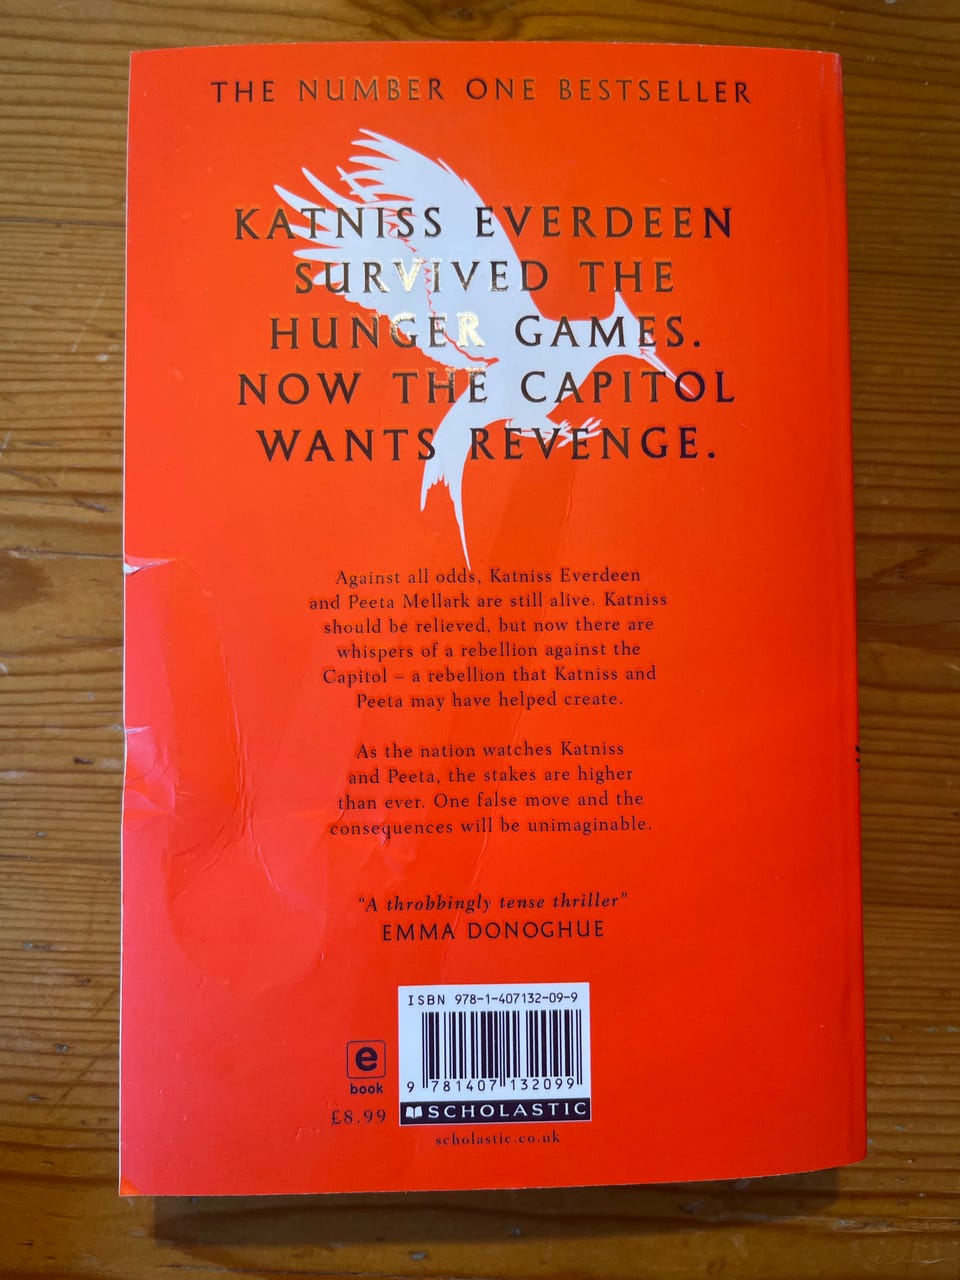 THE NUMBER ONE BESTSELLER
KATNISS EVERDEEN
SURVIVED THE
HUNGER GAMES.
NOW THE CAPITOL
WANTS REVENGE.
Against all odds, Katniss Everdeen
and Peeta Mellark are still alive. Katniss
should be relieved, but now there are
whispers of a rebellion against the
Capitol – a rebellion that Katniss and
Peeta may have helped create.
As the nation watches Katniss
and Peeta, the stakes are higher
than ever. One false move and the
consequences will be unimaginable.
“A throbbingly tense thriller”
EMMA DONOGHUE
ISBN 978-1-407132-09-9
9 781407 132099
SCHOLASTIC
scholastic.co.uk
e
book
£8.99